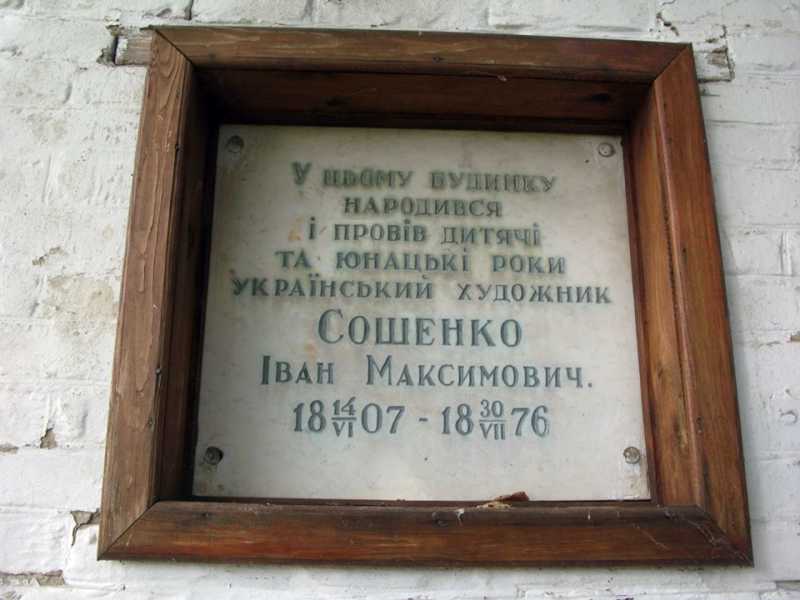 У цьому будинку
народився
і провів дитячі
та юнацькі роки
український художник
Сошенко
Іван Максимович.
18 14/VI 07 - 18 30/VII 76